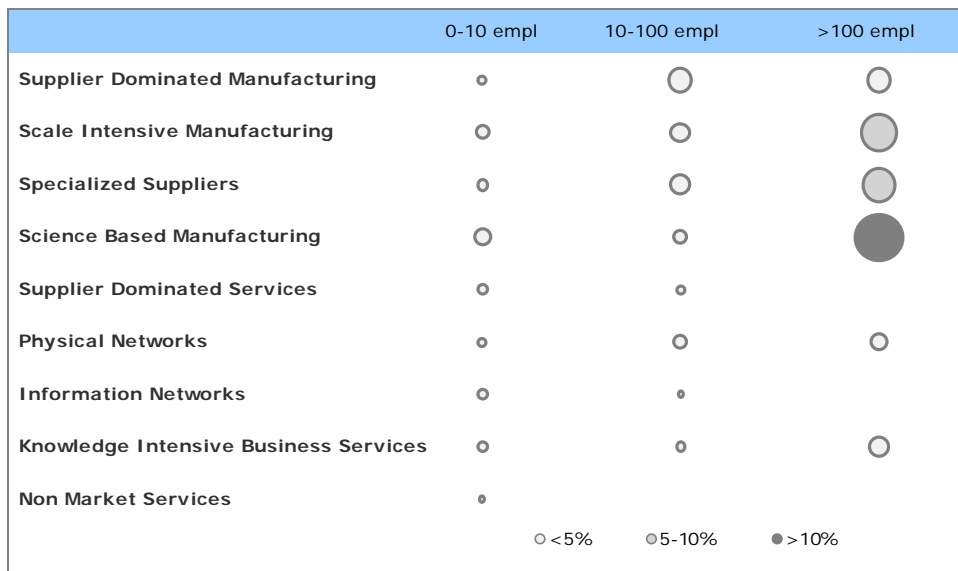 0-10 empl 10-100 empl >100 empl
Supplier Dominated Manufacturing
Scale Intensive Manufacturing
Specialized Suppliers
Science Based Manufacturing
Supplier Dominated Services
Physical Networks
Information Networks
Knowledge Intensive Business Services
Non Market Services
<5% 5-10% >10%